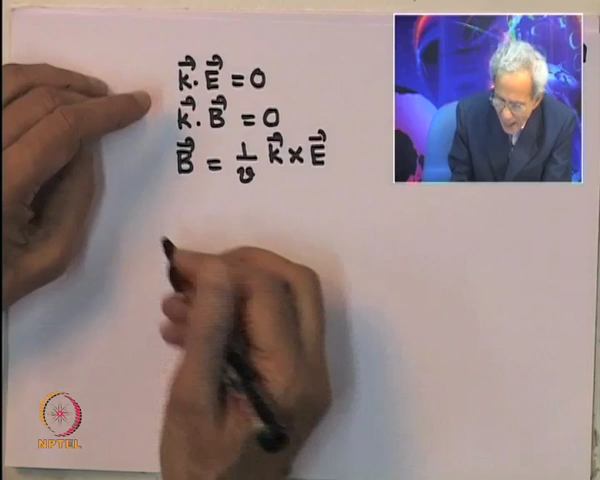 K⃗ . E⃗ = 0
K⃗ . B⃗ = 0
B⃗ = 1/v K⃗ × E⃗
NPTEL